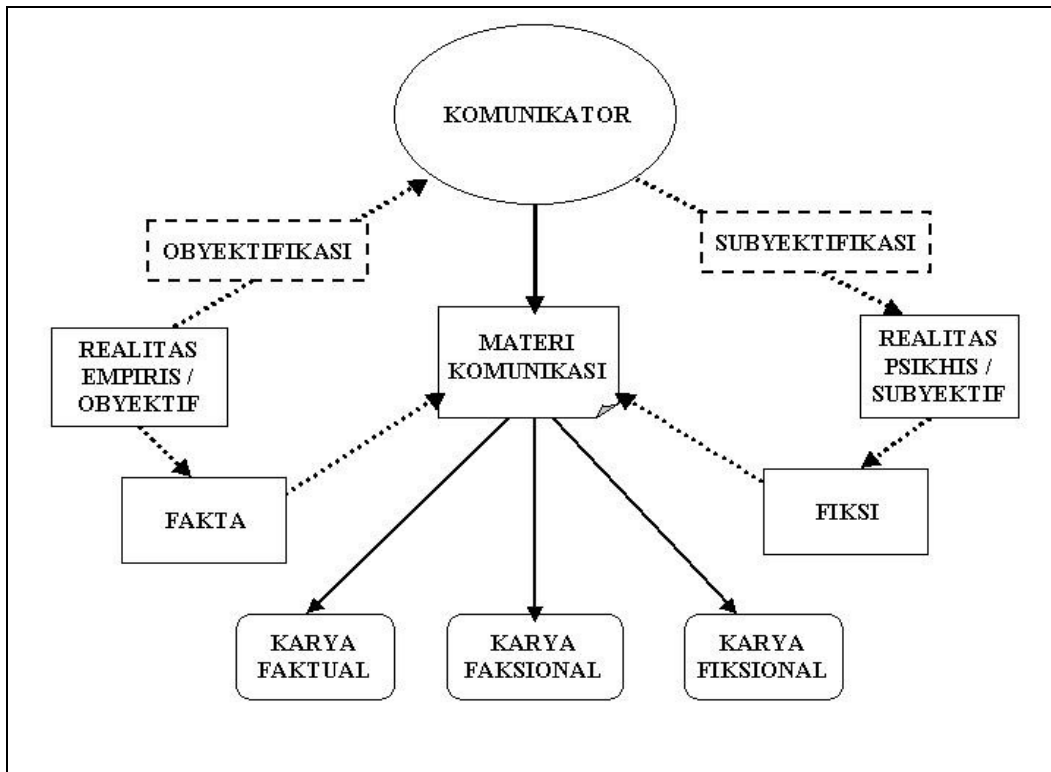 KOMUNIKATOR
OBYEKTIFIKASI
SUBYEKTIFIKASI
REALITAS
EMPIRIS /
OBYEKTIF
MATERI
KOMUNIKASI
REALITAS
PSIKHIS /
SUBYEKTIF
FAKTA
FIKSI
KARYA
FAKTUAL
KARYA
FAKSIONAL
KARYA
FIKSIONAL